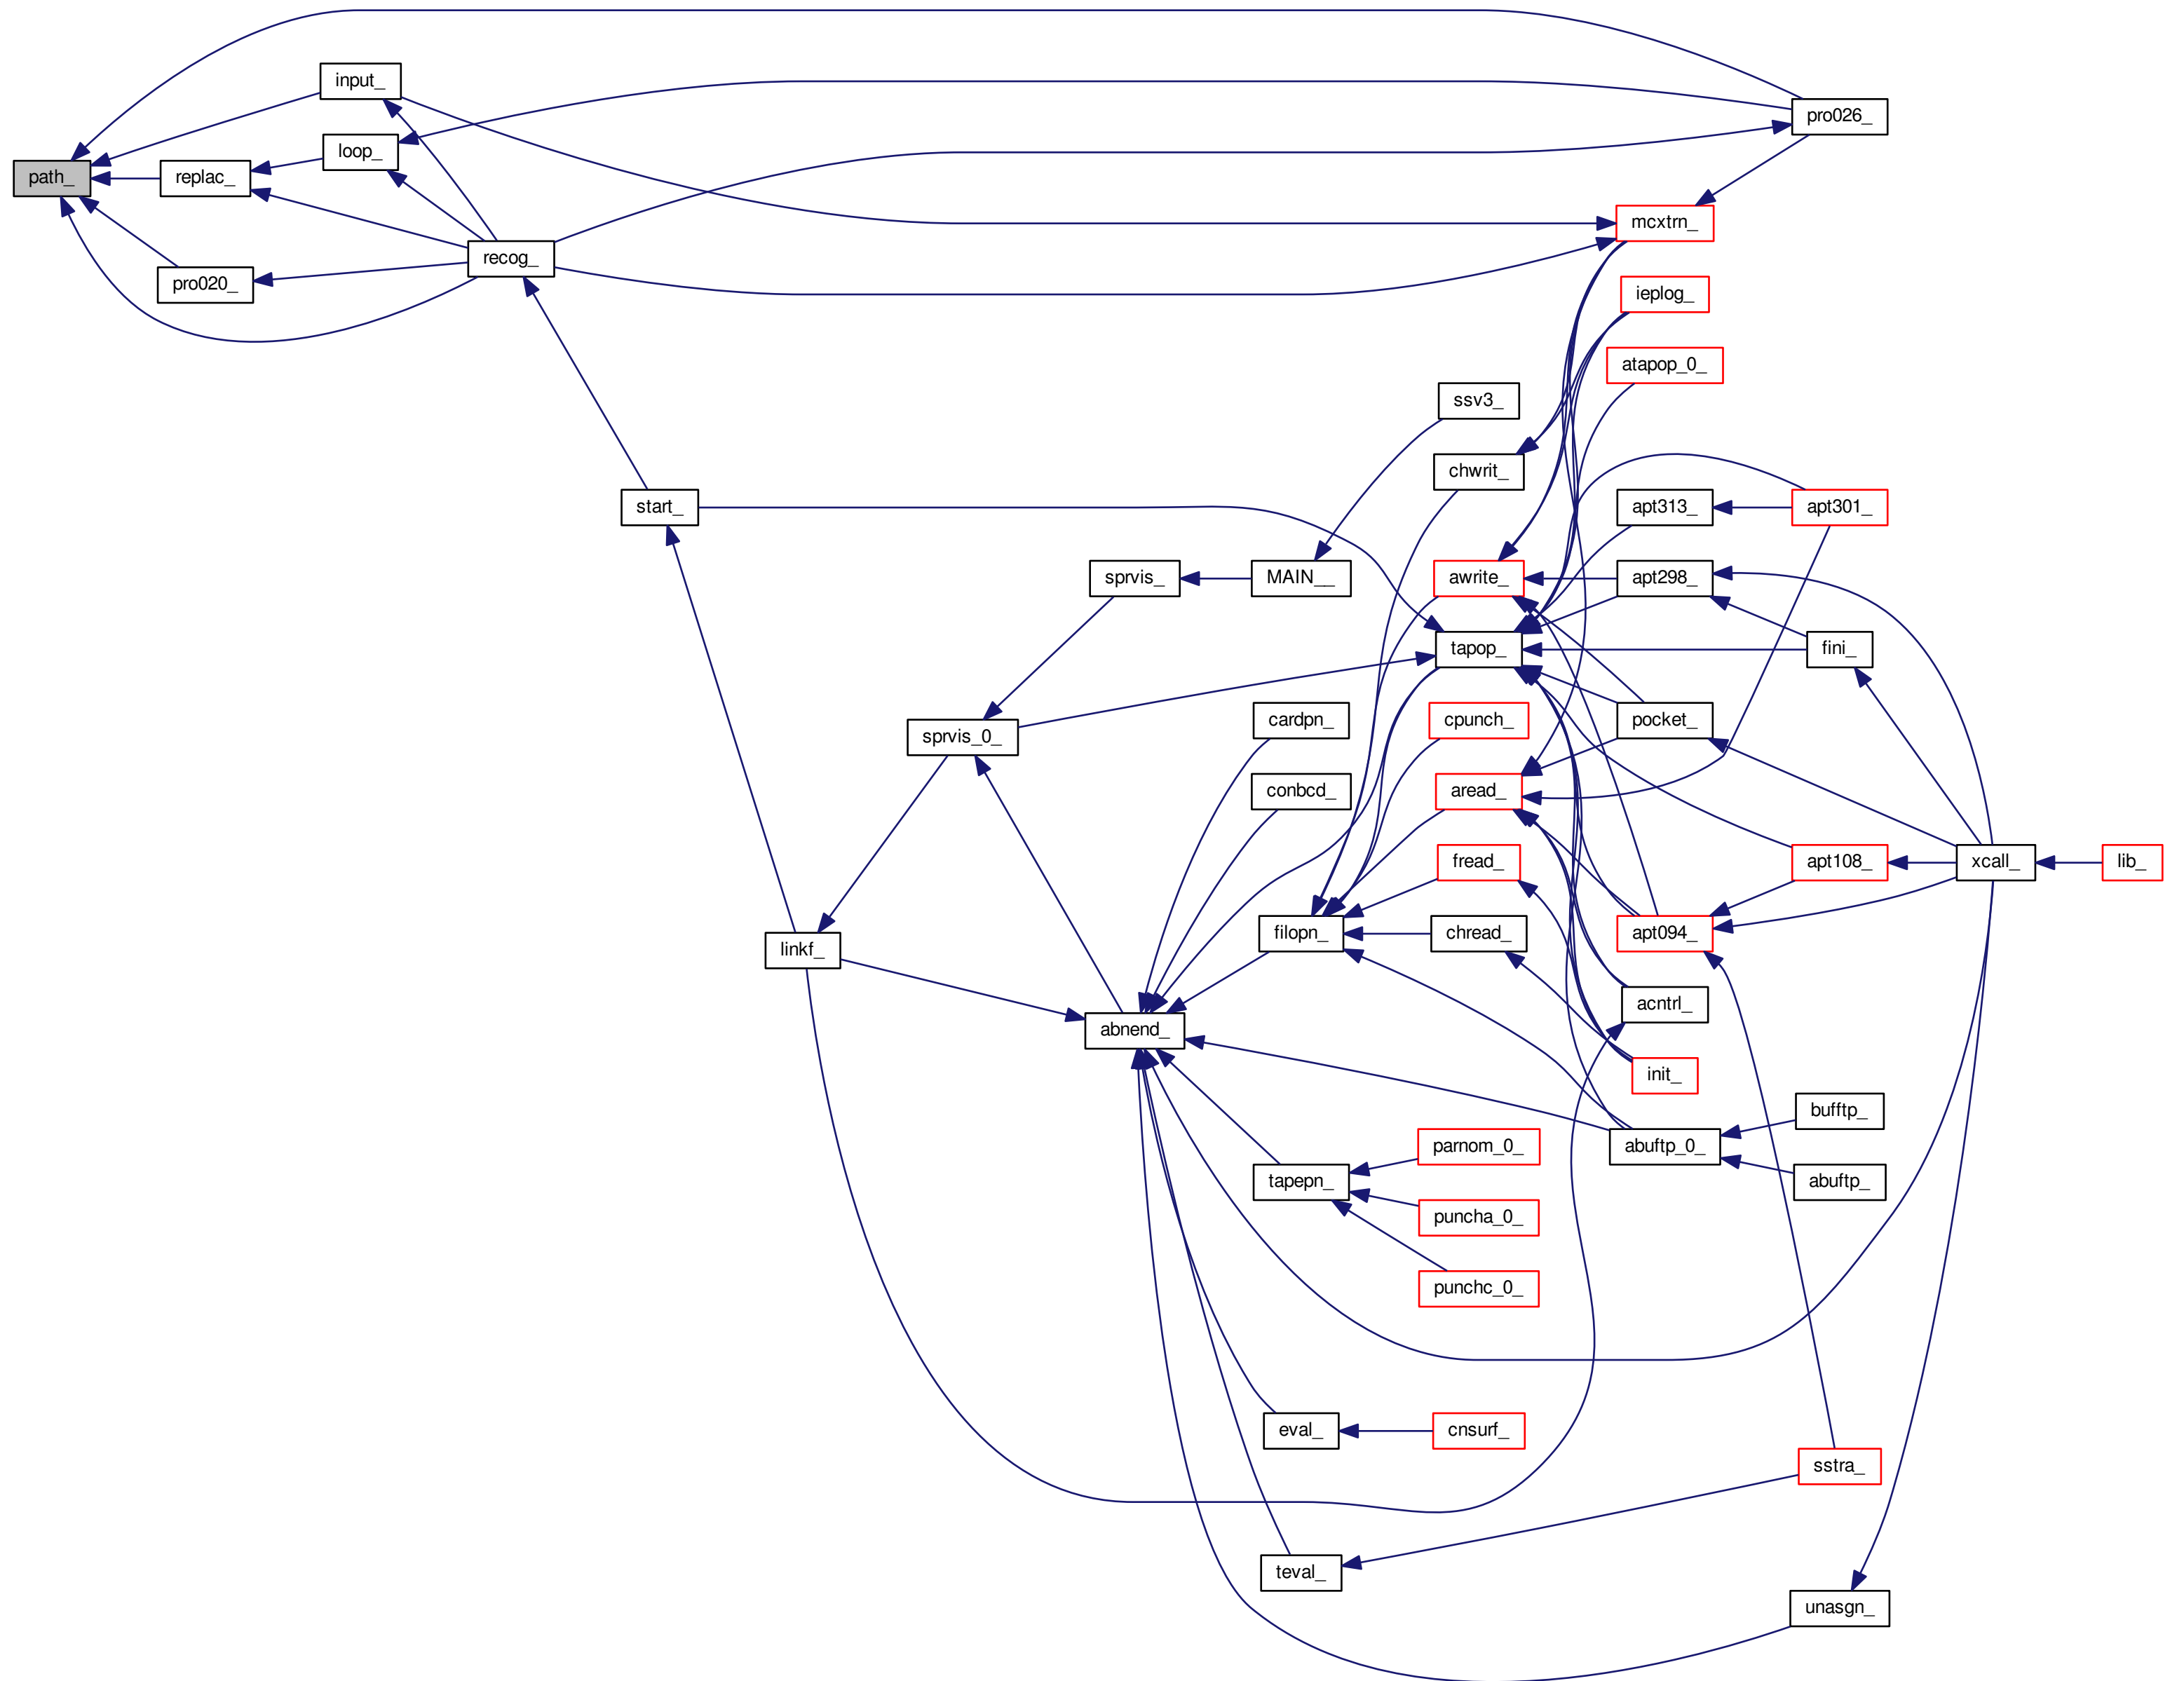 path_
input_
loop_
replac_
pro020_
recog_
start_
linkf_
sprvis_0_
sprvis_
MAIN__
ssv3_
abnend_
cardpn_
conbcd_
filopn_
tapepn_
eval_
teval_
chwrit_
awrite_
tapop_
cpunch_
aread_
fread_
chread_
parnom_0_
puncha_0_
punchc_0_
cnsurf_
pro026_
mcxtrn_
ieplog_
atapop_0_
apt313_
apt301_
apt298_
fini_
pocket_
apt108_
xcall_
lib_
apt094_
acntrl_
init_
bufftp_
abuftp_0_
abuftp_
sstra_
unasgn_